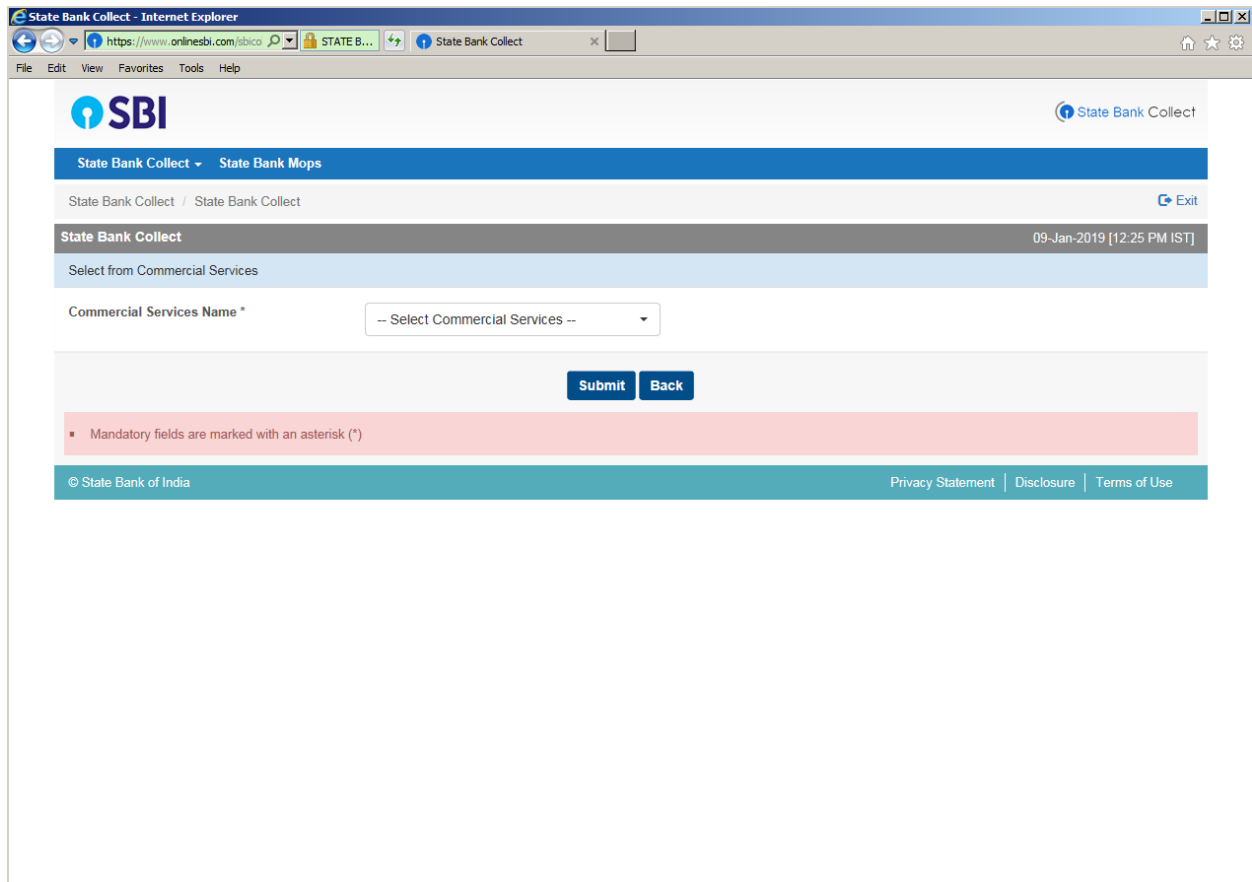 State Bank Collect - Internet Explorer
https://www.onlinesbi.com/sbico STATE B... State Bank Collect
File Edit View Favorites Tools Help
SBI State Bank Collect
State Bank Collect State Bank Mops
State Bank Collect / State Bank Collect Exit
State Bank Collect 09-Jan-2019 [12:25 PM IST]
Select from Commercial Services
Commercial Services Name * -- Select Commercial Services --
Submit Back
Mandatory fields are marked with an asterisk (*)
© State Bank of India Privacy Statement | Disclosure | Terms of Use